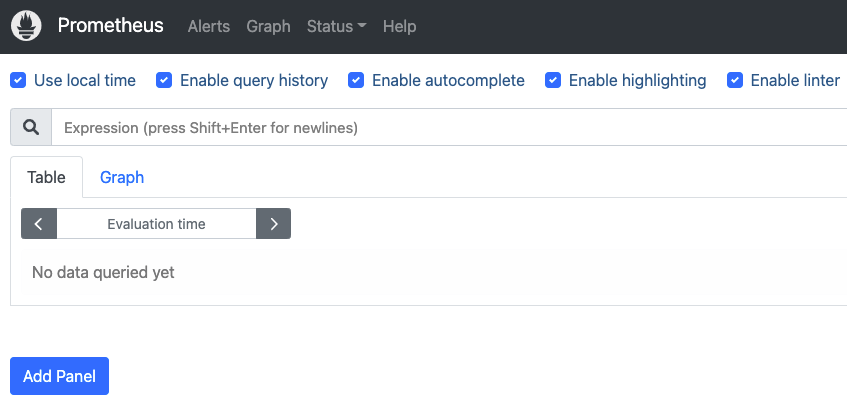 Prometheus Alerts Graph Status Help
Use local time Enable query history Enable autocomplete Enable highlighting Enable linter
Expression (press Shift+Enter for newlines)
Table Graph
Evaluation time
No data queried yet
Add Panel